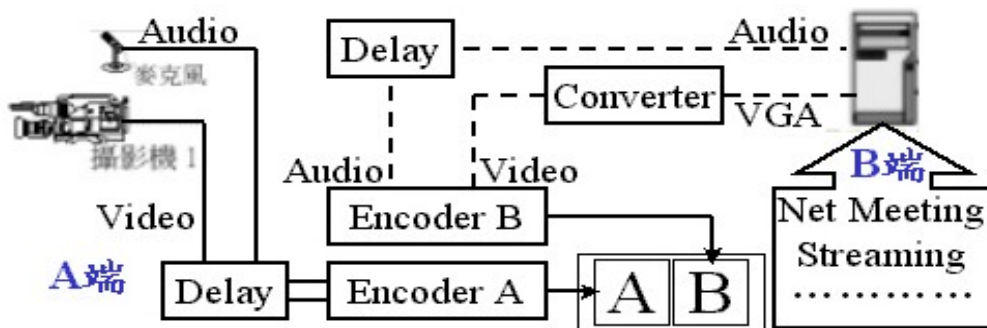 Audio
麥克風
攝影機 1
Video
A端
Delay
Encoder A
Delay
Audio
Converter
VGA
Audio
Video
Encoder B
A B
B端
Net Meeting
Streaming
…………